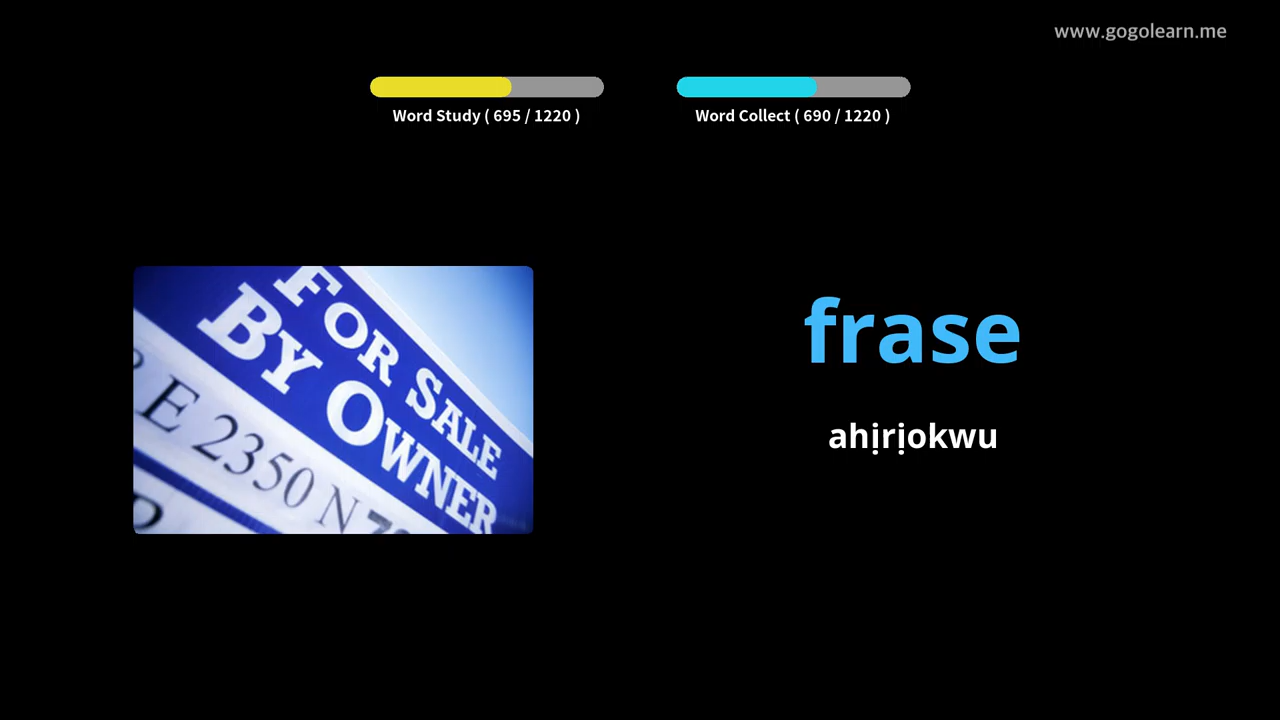 www.gogolearn.me
Word Study ( 695 / 1220 )
Word Collect ( 690 / 1220 )
FOR SALE
BY OWNER
E 2350 N
frase
ahịrịokwu